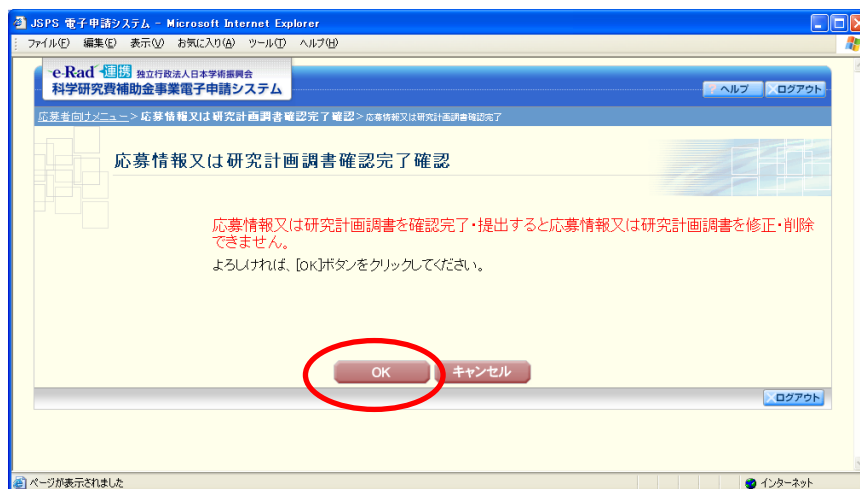 JSPS 電子申請システム - Microsoft Internet Explorer
ファイル(F) 編集(E) 表示(V) お気に入り(A) ツール(T) ヘルプ(H)
e-Rad 連携 独立行政法人日本学術振興会
科学研究費補助金事業電子申請システム
ヘルプ ログアウト
応募者向けメニュー>応募情報又は研究計画調書確認完了確認>応募情報又は研究計画調書確認完了
応募情報又は研究計画調書確認完了確認
応募情報又は研究計画調書を確認完了・提出すると応募情報又は研究計画調書を修正・削除
できません。
よろしければ、[OK]ボタンをクリックしてください。
OK キャンセル
ログアウト
ページが表示されました インターネット